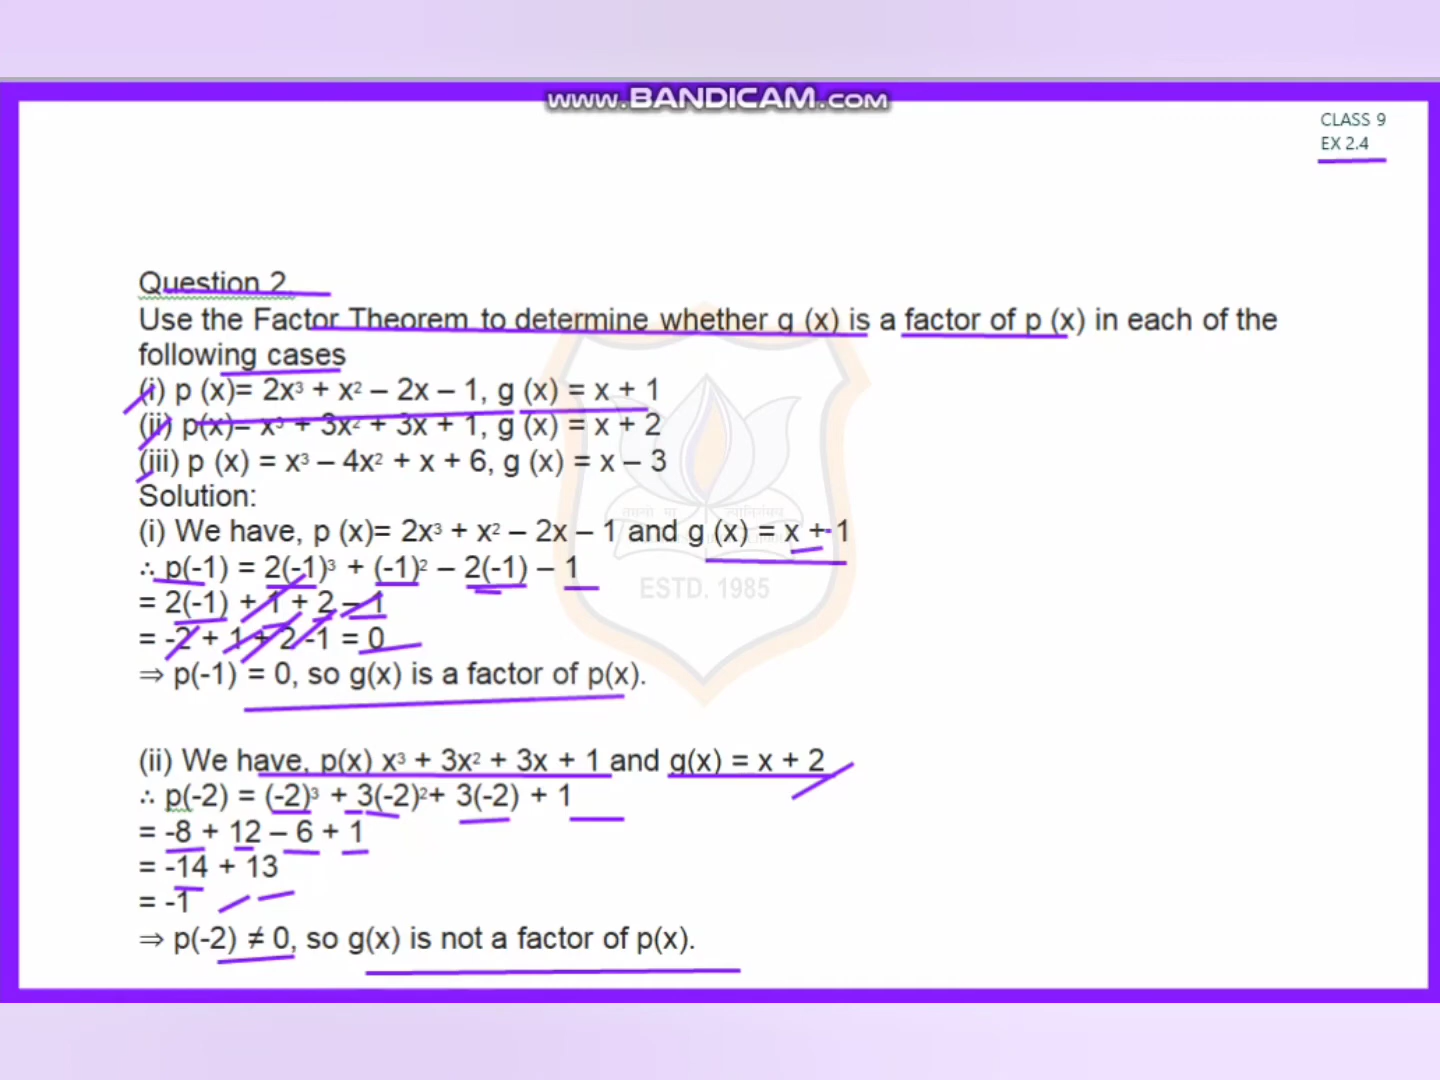 www.BANDICAM.com
CLASS 9
EX 2.4
Question 2.
Use the Factor Theorem to determine whether g (x) is a factor of p (x) in each of the
following cases
(i) p (x)= 2x³ + x² – 2x – 1, g (x) = x + 1
(ii) p(x)= x³ + 3x² + 3x + 1, g (x) = x + 2
(iii) p (x) = x³ – 4x² + x + 6, g (x) = x – 3
Solution:
(i) We have, p (x)= 2x³ + x² – 2x – 1 and g (x) = x + 1
∴ p(-1) = 2(-1)³ + (-1)² – 2(-1) – 1
= 2(-1) + 1 + 2 – 1
= -2 + 1 + 2 -1 = 0
⇒ p(-1) = 0, so g(x) is a factor of p(x).
(ii) We have, p(x) x³ + 3x² + 3x + 1 and g(x) = x + 2
∴ p(-2) = (-2)³ + 3(-2)²+ 3(-2) + 1
= -8 + 12 – 6 + 1
= -14 + 13
= -1
⇒ p(-2) ≠ 0, so g(x) is not a factor of p(x).
ESTD. 1985